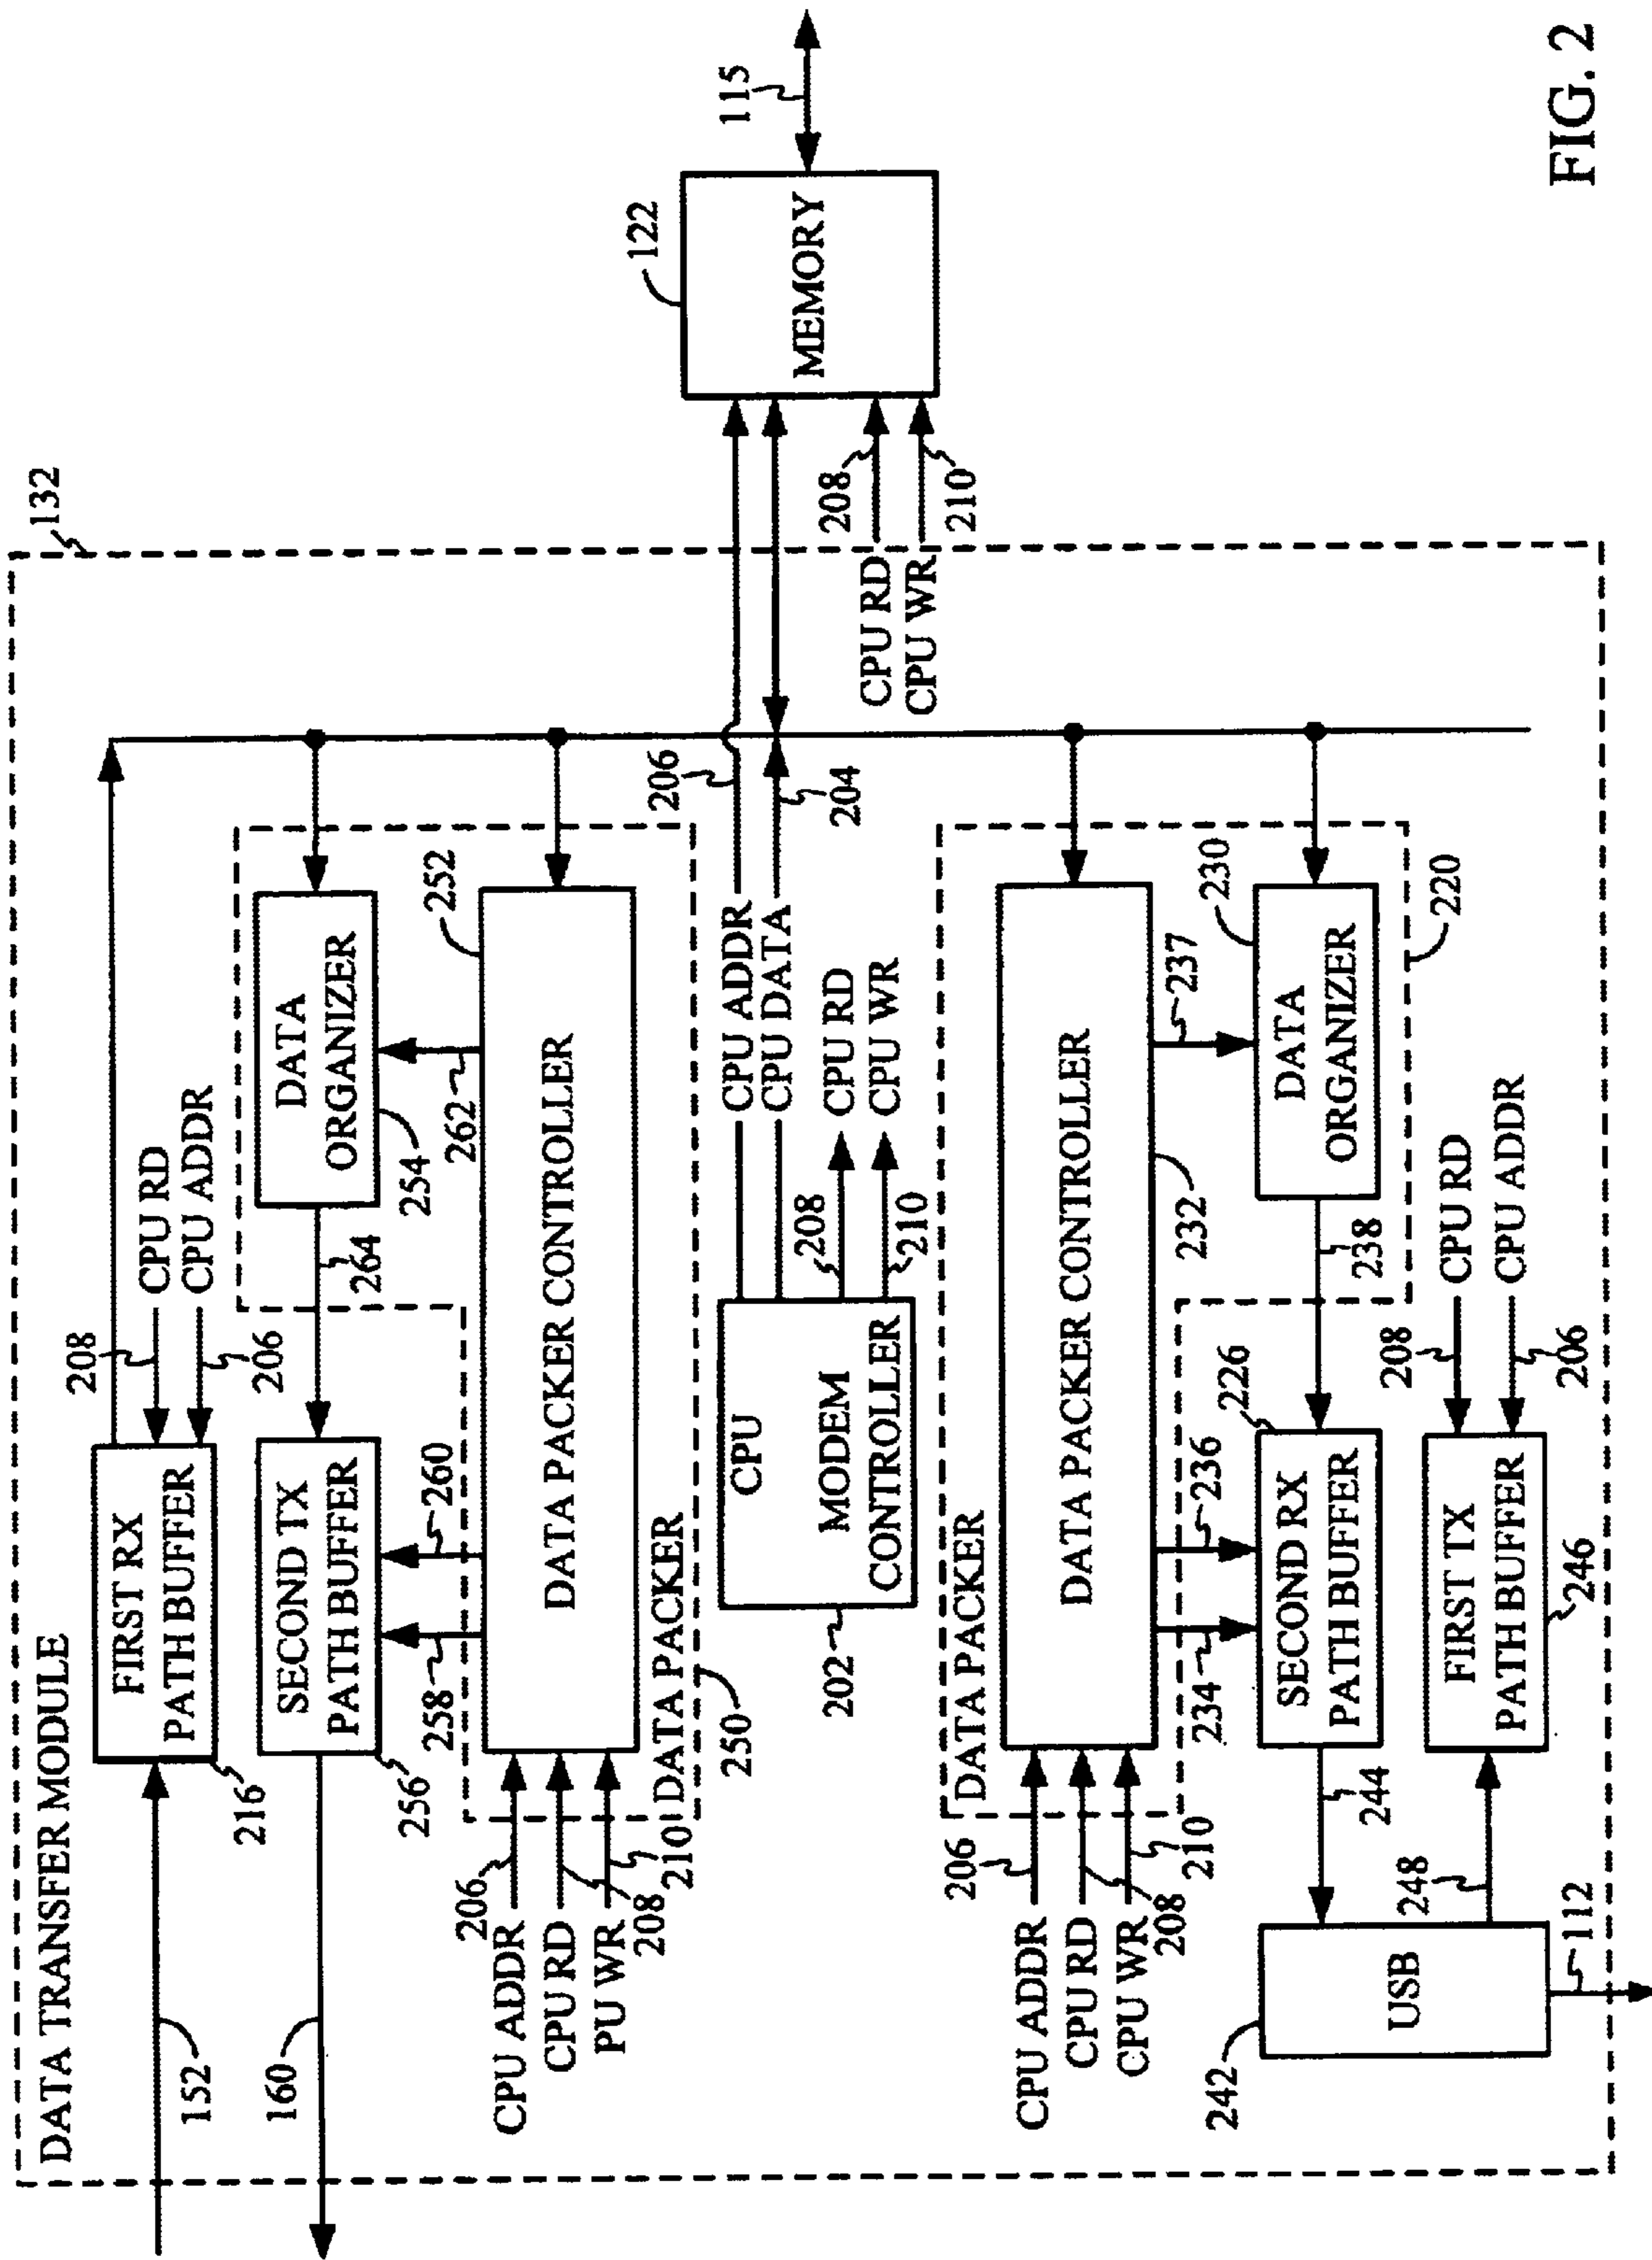 DATA TRANSFER MODULE
132
152
160
FIRST RX
PATH BUFFER
216
208
CPU RD
CPU ADDR
206
SECOND TX
PATH BUFFER
256
264
DATA
ORGANIZER
254
258
260
262
252
DATA PACKER CONTROLLER
DATA PACKER
250
CPU ADDR
206
CPU RD
PU WR
208
210
CPU
MODEM
CONTROLLER
202
CPU ADDR
CPU DATA
206
204
208
CPU RD
CPU WR
210
CPU RD
CPU WR
208
210
MEMORY
122
115
DATA PACKER
DATA PACKER CONTROLLER
232
CPU ADDR
206
CPU RD
CPU WR
208
210
234
236
237
230
DATA
ORGANIZER
220
238
226
SECOND RX
PATH BUFFER
244
FIRST TX
PATH BUFFER
246
208
CPU RD
CPU ADDR
206
248
USB
242
112
FIG. 2